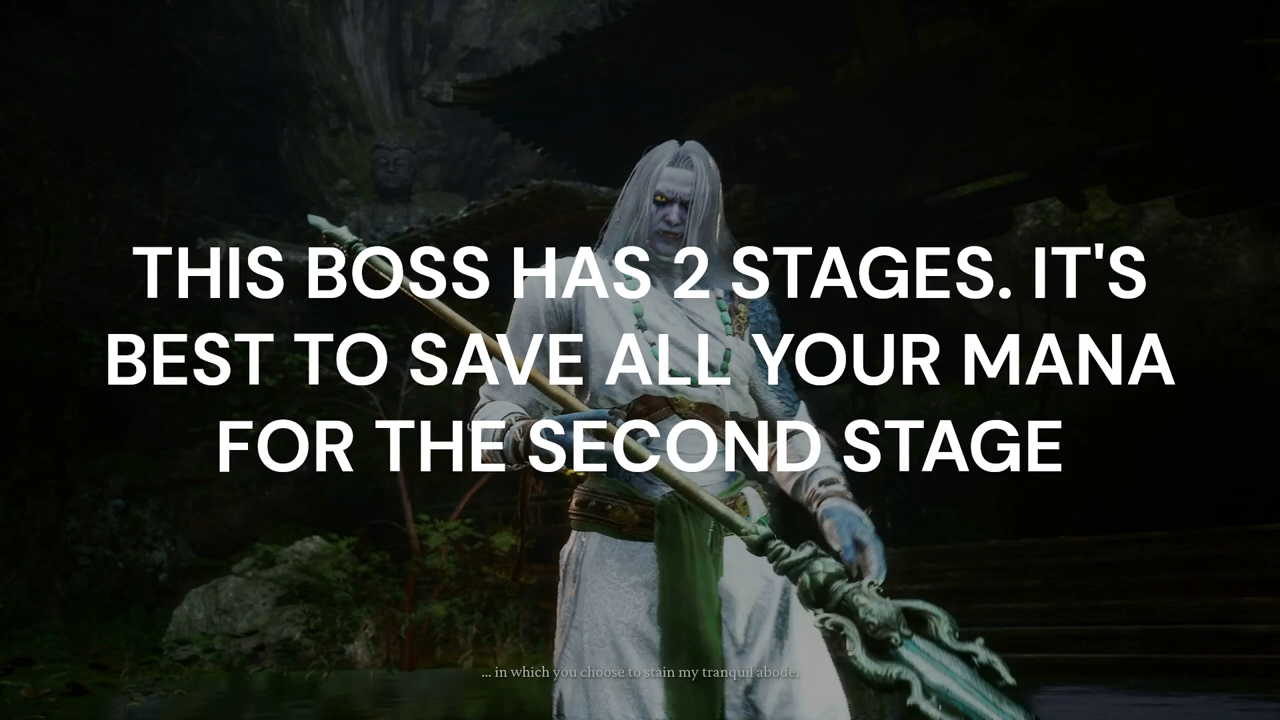 THIS BOSS HAS 2 STAGES. IT'S
BEST TO SAVE ALL YOUR MANA
FOR THE SECOND STAGE
... in which you choose to stain my tranquil abode.